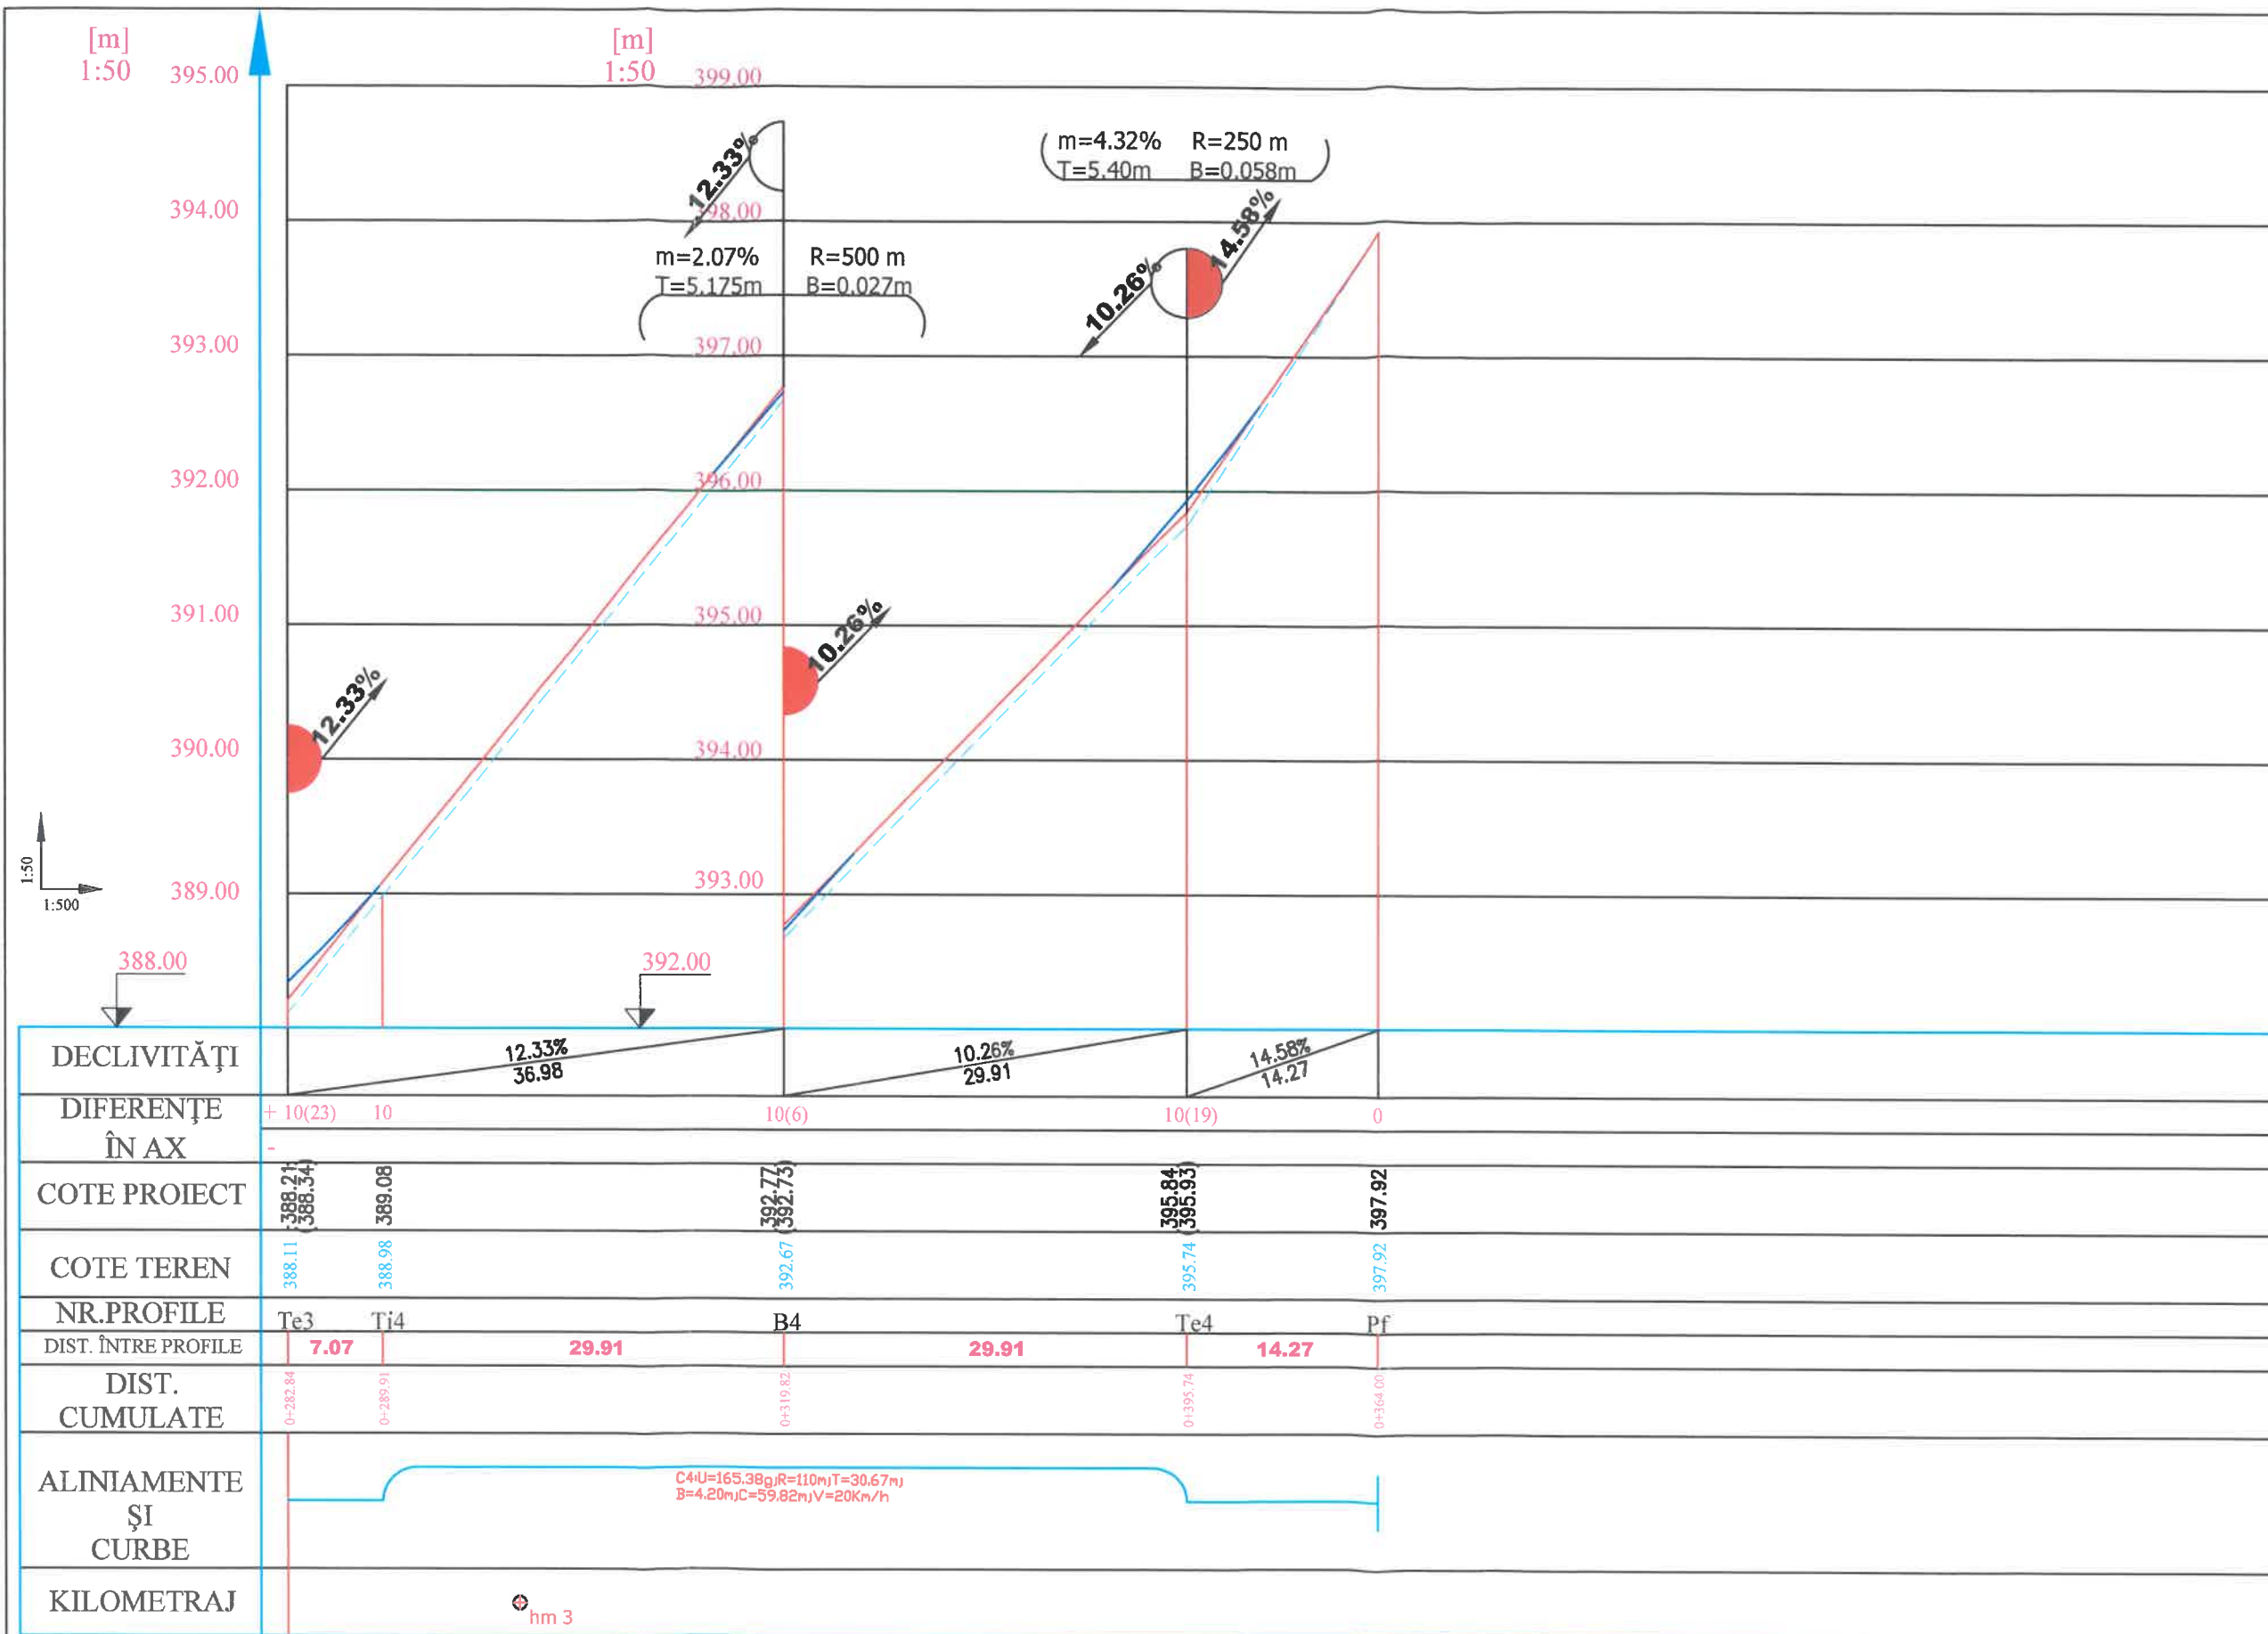 [m]
1:50
395.00
[m]
1:50
399.00
12.33%
m=4.32% R=250 m
T=5.40m B=0.058m
394.00
398.00
14.58%
m=2.07% R=500 m
T=5.175m B=0.027m
10.26%
393.00
397.00
392.00
396.00
391.00
395.00
10.26%
12.33%
390.00
394.00
1:50
1:500
389.00
393.00
388.00
392.00
DECLIVITĂŢI
12.33%
36.98
10.26%
29.91
14.58%
14.27
DIFERENŢE
ÎN AX
+ 10(23) 10 10(6) 10(19) 0
-
COTE PROIECT
388.21
(388.34)
389.08
392.77
(392.73)
395.84
(395.93)
397.92
COTE TEREN
388.11 388.98 392.67 395.74 397.92
NR.PROFILE
Te3 Ti4 B4 Te4 Pf
DIST. ÎNTRE PROFILE
7.07 29.91 29.91 14.27
DIST.
CUMULATE
0+282.84 0+289.91 0+319.82 0+395.74 0+364.00
ALINIAMENTE
ŞI
CURBE
C4;U=165.38g;R=110m;T=30.67m;
B=4.20m;C=59.82m;V=20Km/h
KILOMETRAJ
hm 3